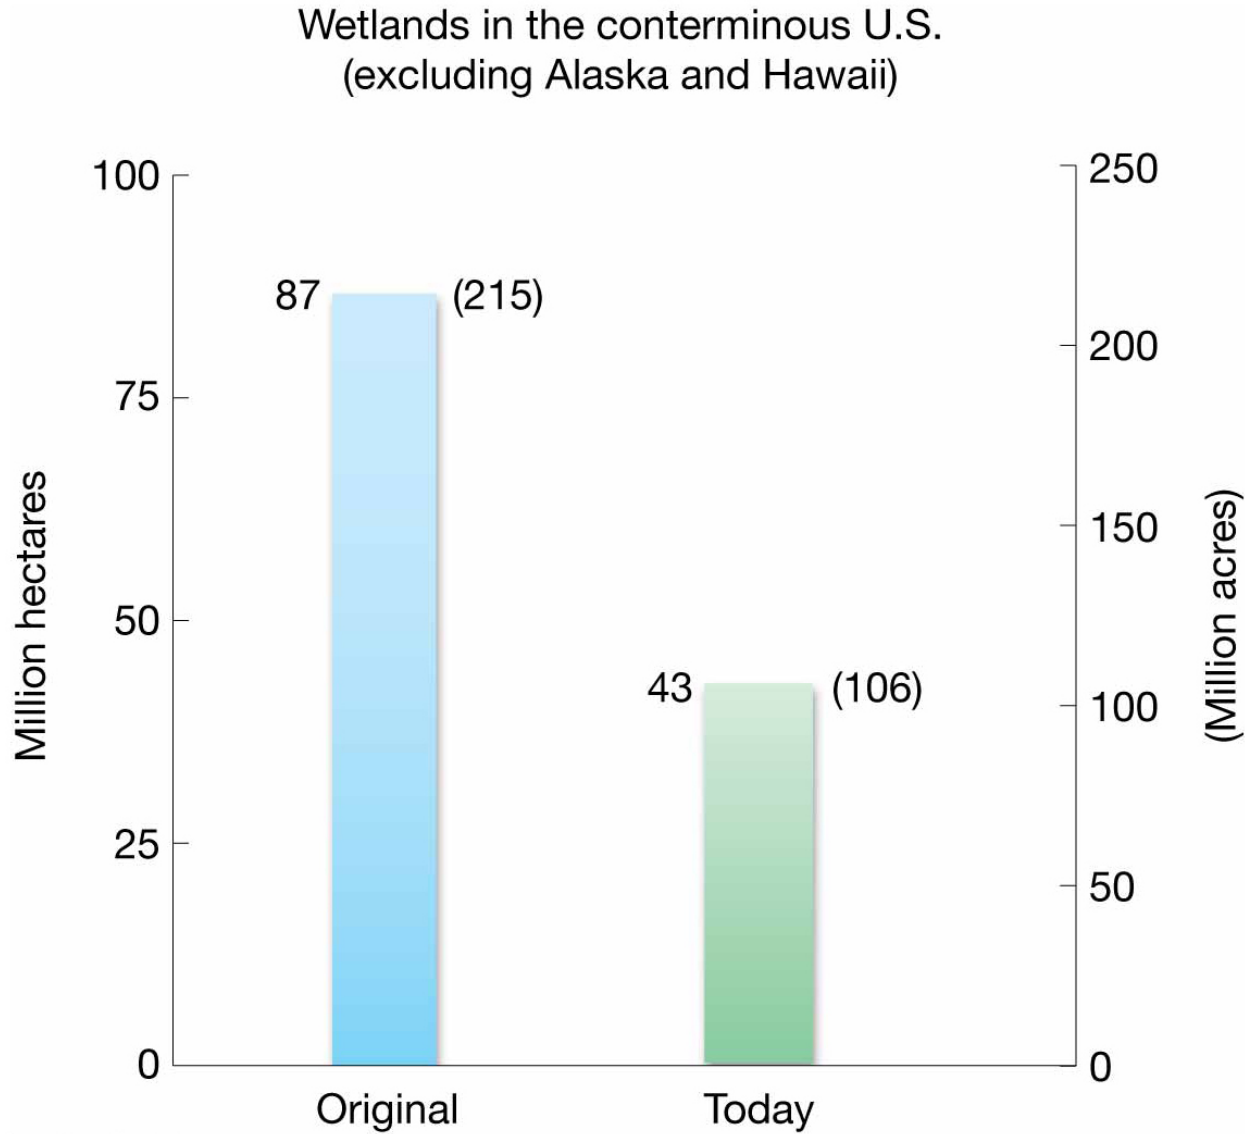 Wetlands in the conterminous U.S.
(excluding Alaska and Hawaii)
100
75
50
25
0
Million hectares
87
(215)
43
(106)
250
200
150
100
50
0
(Million acres)
Original
Today